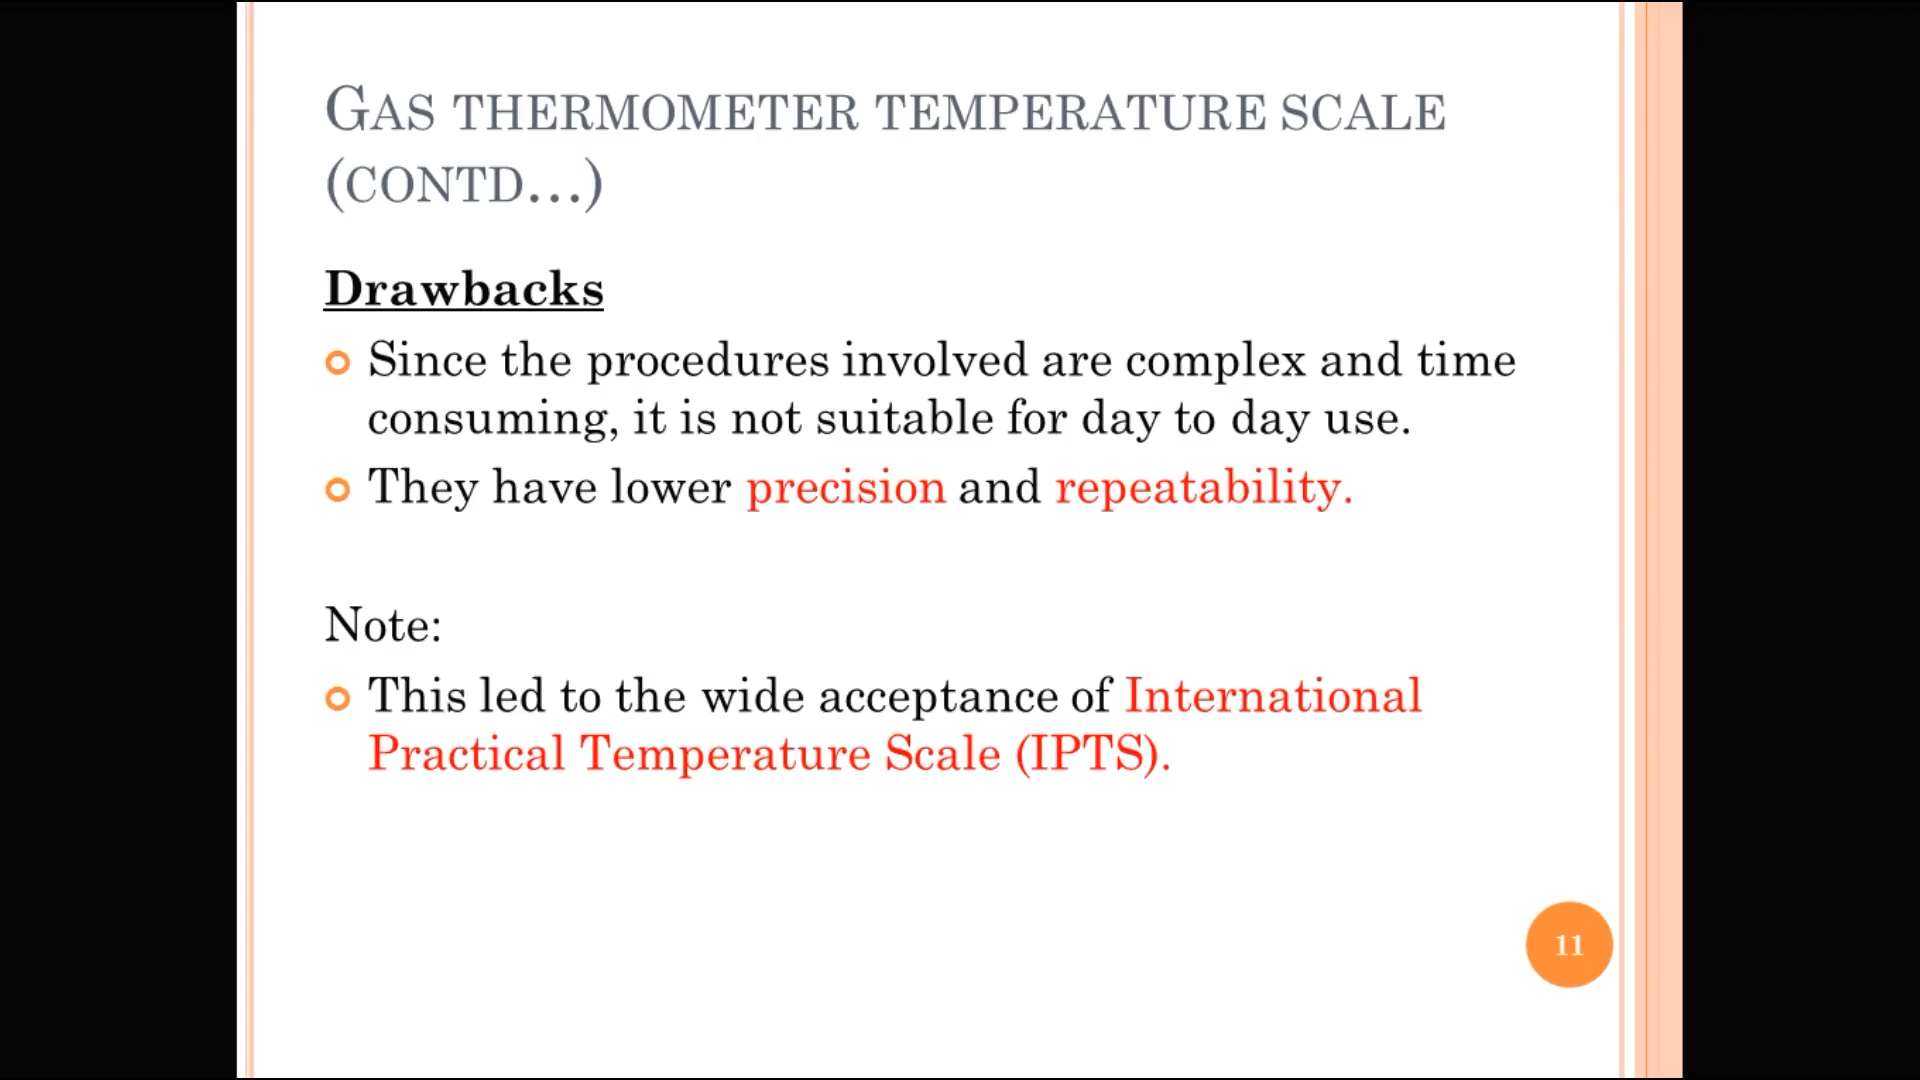 GAS THERMOMETER TEMPERATURE SCALE
(CONTD...)
Drawbacks
Since the procedures involved are complex and time
consuming, it is not suitable for day to day use.
They have lower precision and repeatability.
Note:
This led to the wide acceptance of International
Practical Temperature Scale (IPTS).
11